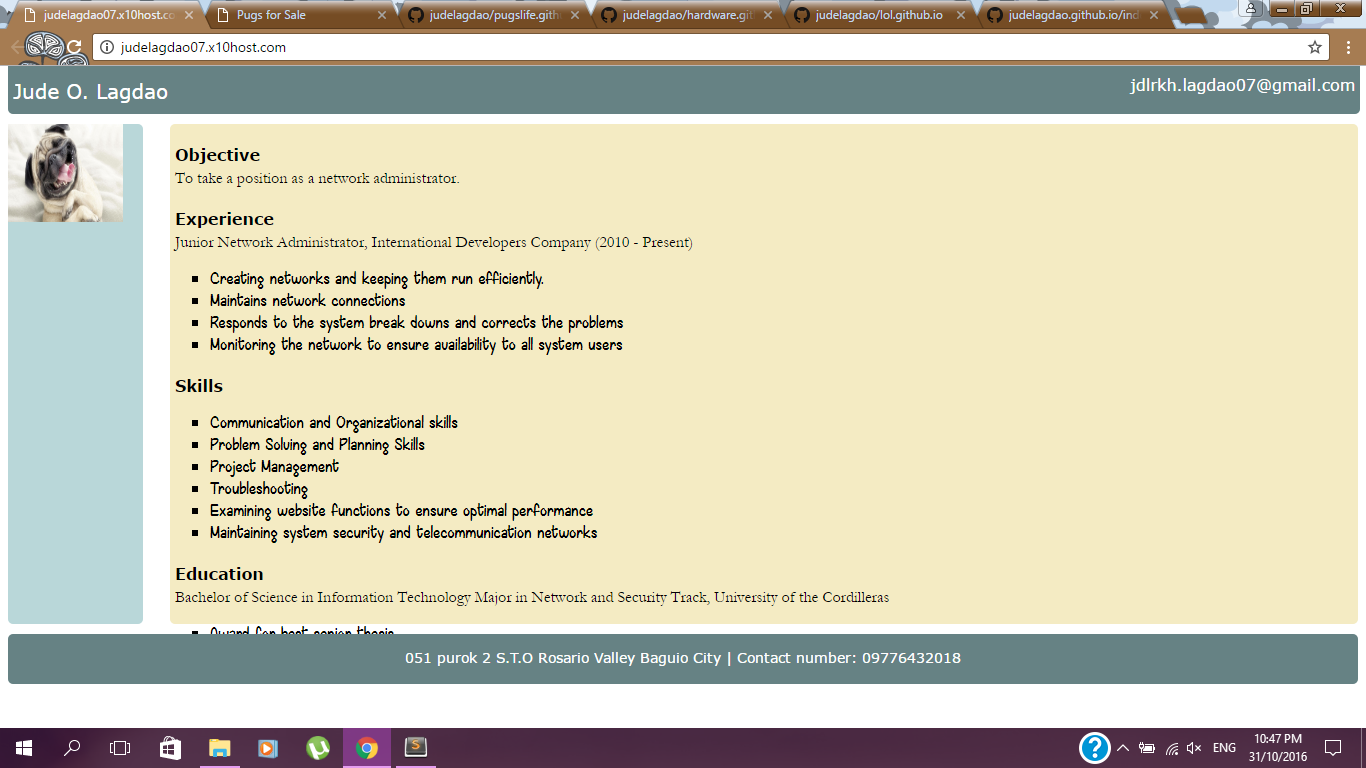 judelagdao07.x10host.co
Pugs for Sale
judelagdao/pugslife.gith
judelagdao/hardware.git
judelagdao/lol.github.io
judelagdao.github.io/ind
judelagdao07.x10host.com
Jude O. Lagdao
jdlrkh.lagdao07@gmail.com
Objective
To take a position as a network administrator.
Experience
Junior Network Administrator, International Developers Company (2010 - Present)
Creating networks and keeping them run efficiently.
Maintains network connections
Responds to the system break downs and corrects the problems
Monitoring the network to ensure availability to all system users
Skills
Communication and Organizational skills
Problem Solving and Planning Skills
Project Management
Troubleshooting
Examining website functions to ensure optimal performance
Maintaining system security and telecommunication networks
Education
Bachelor of Science in Information Technology Major in Network and Security Track, University of the Cordilleras
Award for best senior thesis
051 purok 2 S.T.O Rosario Valley Baguio City | Contact number: 09776432018
ENG
10:47 PM
31/10/2016